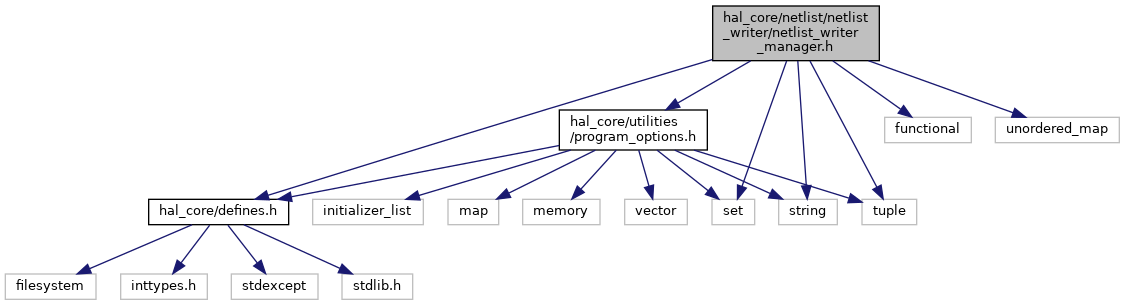 hal_core/netlist/netlist
_writer/netlist_writer
_manager.h
hal_core/utilities
/program_options.h
functional
unordered_map
hal_core/defines.h
initializer_list
map
memory
vector
set
string
tuple
filesystem
inttypes.h
stdexcept
stdlib.h